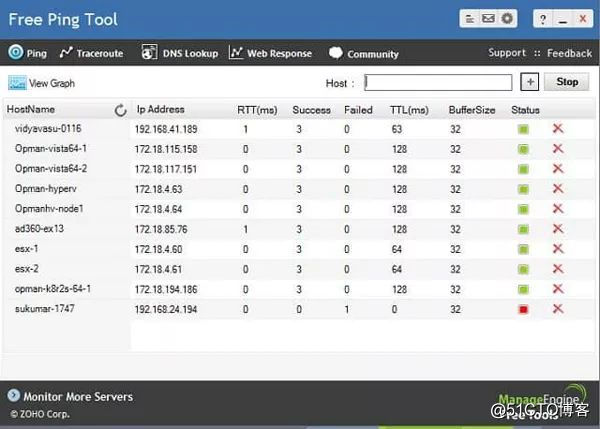 Free Ping Tool
?
Ping Traceroute DNS Lookup Web Response Community Support :: Feedback
View Graph Host : + Stop
HostName Ip Address RTT(ms) Success Failed TTL(ms) BufferSize Status
vidyavasu-0116 192.168.41.189 1 3 0 63 32
Opman-vista64-1 172.18.115.158 0 3 0 128 32
Opman-vista64-2 172.18.117.151 0 3 0 128 32
Opman-hyperv 172.18.4.63 0 3 0 128 32
Opmanhv-node1 172.18.4.64 0 3 0 128 32
ad360-ex13 172.18.85.76 1 3 0 128 32
esx-1 172.18.4.60 0 3 0 64 32
esx-2 172.18.4.61 0 3 0 64 32
opman-k8r2s-64-1 172.18.194.186 0 3 0 128 32
sukumar-1747 192.168.24.194 0 0 1 0 32
Monitor More Servers
© ZOHO Corp.
ManageEngine
Free Tools
@51CTO博客